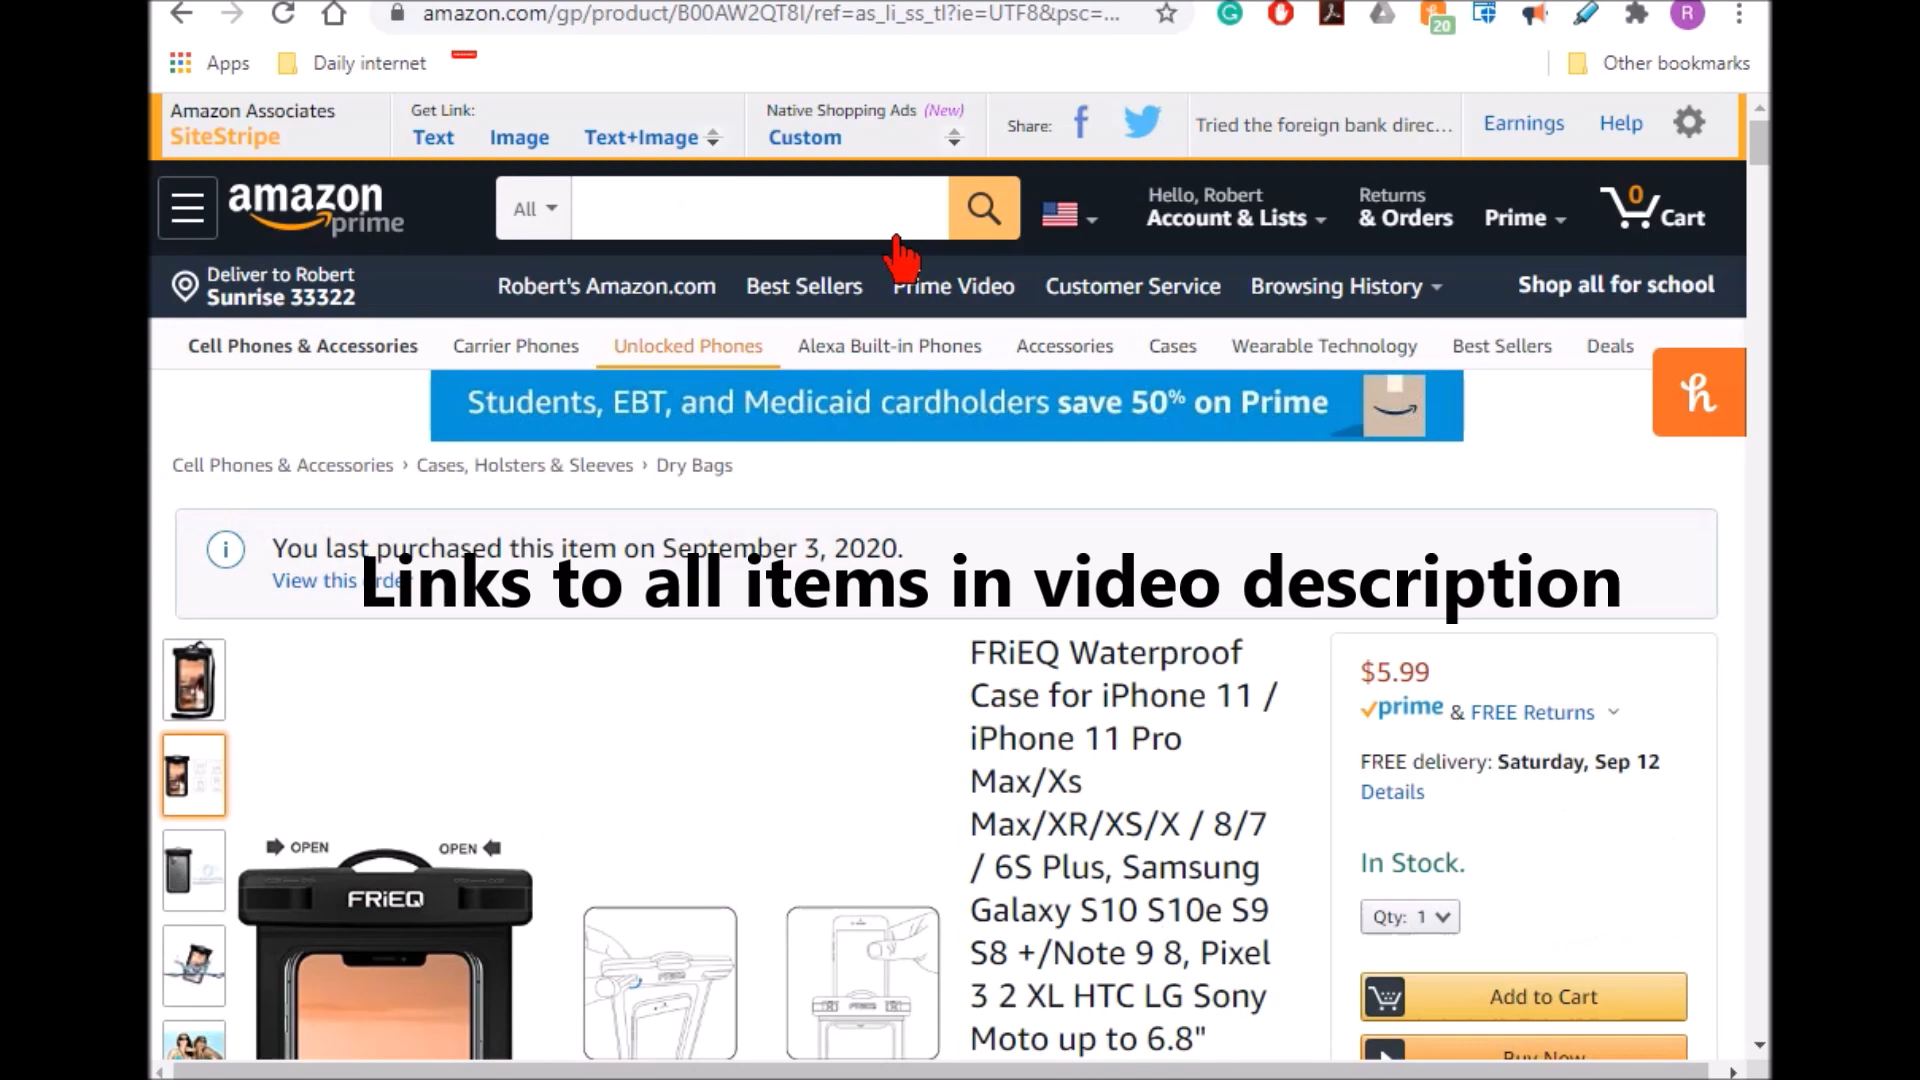 amazon.com/gp/product/B00AW2QT8I/ref=as_li_ss_tl?ie=UTF8&psc=...
20
R
Apps
Daily internet
Other bookmarks
Amazon Associates
SiteStripe
Get Link:
Text Image Text+Image
Native Shopping Ads (New)
Custom
Share:
Tried the foreign bank direc...
Earnings
Help
amazon prime
All
Hello, Robert
Account & Lists
Returns
& Orders
Prime
0
Cart
Deliver to Robert
Sunrise 33322
Robert's Amazon.com Best Sellers Prime Video Customer Service Browsing History
Shop all for school
Cell Phones & Accessories Carrier Phones Unlocked Phones Alexa Built-in Phones Accessories Cases Wearable Technology Best Sellers Deals
Students, EBT, and Medicaid cardholders save 50% on Prime
Cell Phones & Accessories › Cases, Holsters & Sleeves › Dry Bags
You last purchased this item on September 3, 2020.
View this order
Links to all items in video description
OPEN OPEN
FRiEQ
FRiEQ
FRiEQ
FRiEQ Waterproof
Case for iPhone 11 /
iPhone 11 Pro
Max/Xs
Max/XR/XS/X / 8/7
/ 6S Plus, Samsung
Galaxy S10 S10e S9
S8 +/Note 9 8, Pixel
3 2 XL HTC LG Sony
Moto up to 6.8"
$5.99
prime & FREE Returns
FREE delivery: Saturday, Sep 12
Details
In Stock.
Qty: 1
Add to Cart
Buy Now